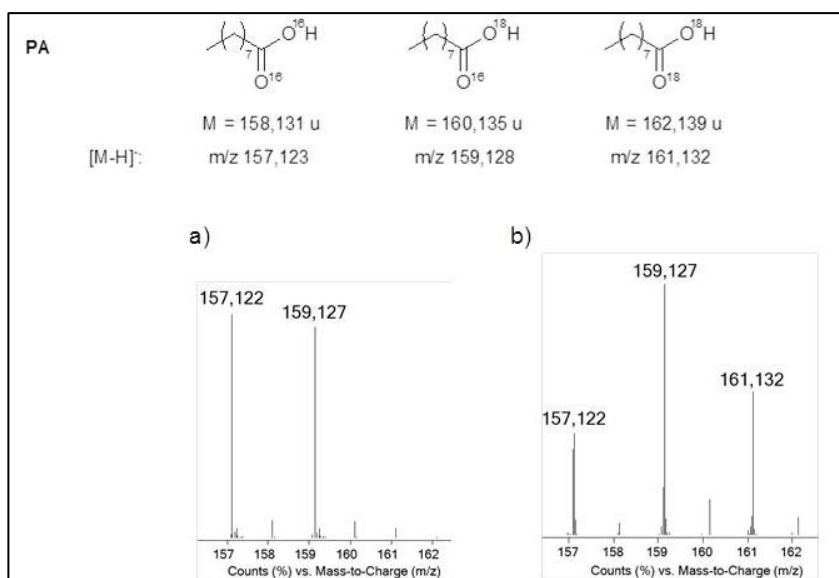 PA
O¹⁶H
7
O¹⁶
O¹⁸H
7
O¹⁶
O¹⁸H
7
O¹⁸
M = 158,131 u
M = 160,135 u
M = 162,139 u
[M-H]⁻:
m/z 157,123
m/z 159,128
m/z 161,132
a)
157,122
159,127
157 158 159 160 161 162
Counts (%) vs. Mass-to-Charge (m/z)
b)
159,127
161,132
157,122
157 158 159 160 161 162
Counts (%) vs. Mass-to-Charge (m/z)